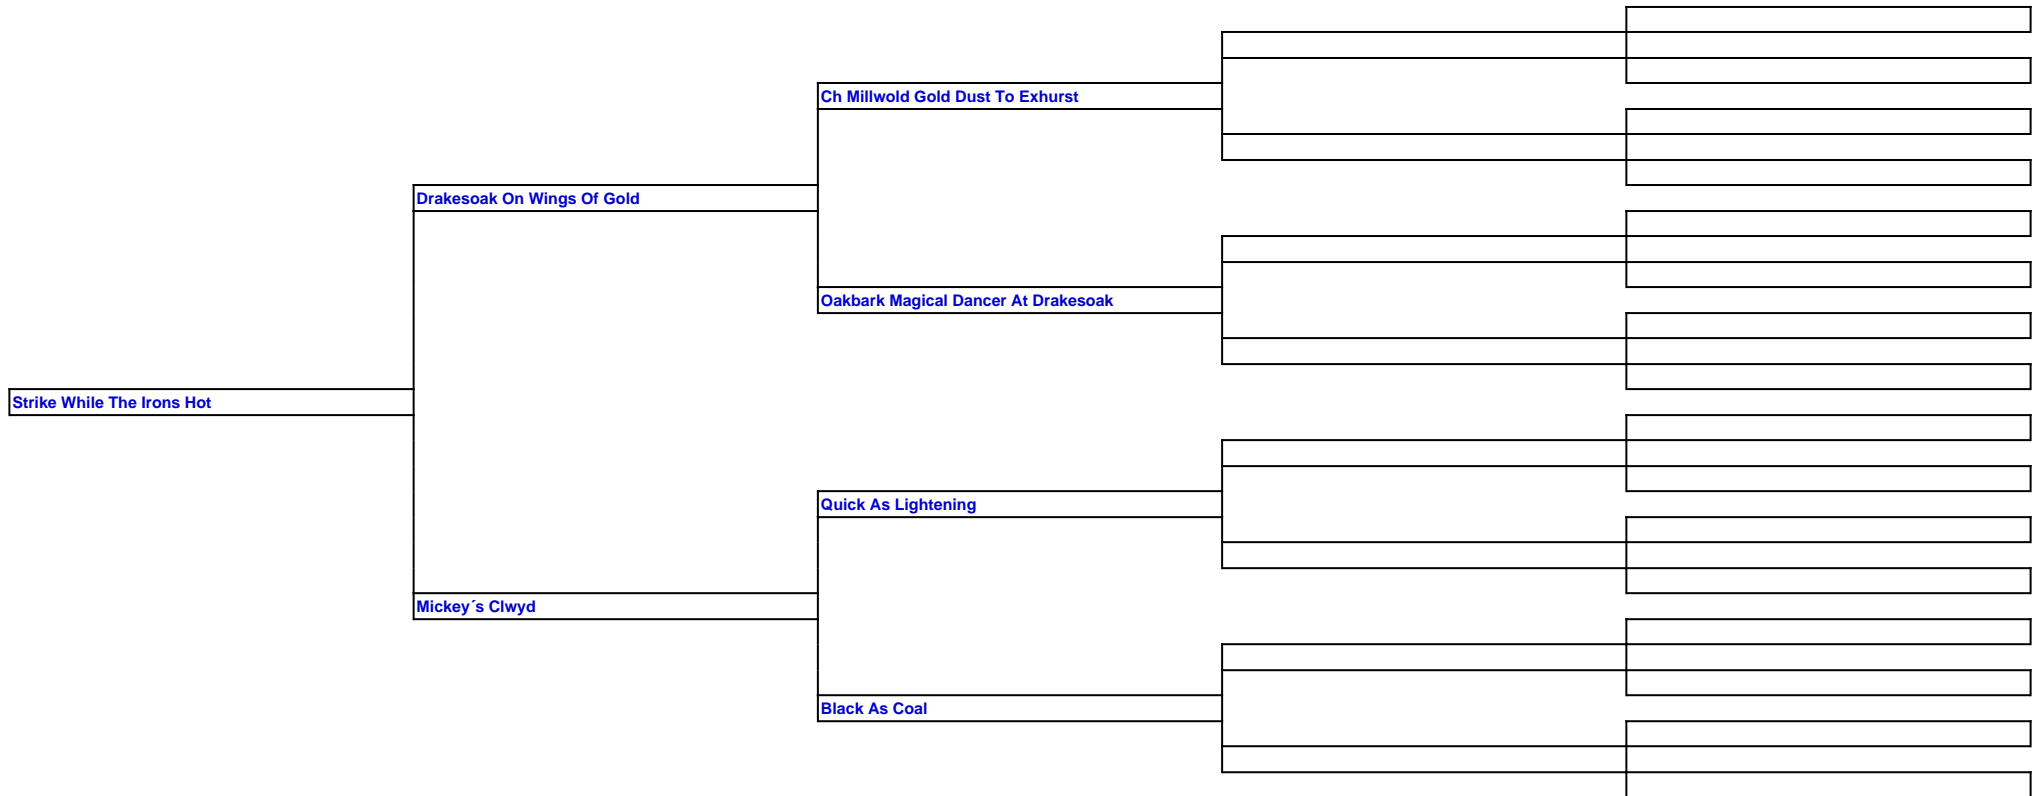 Ch Millwold Gold Dust To Exhurst
Drakesoak On Wings Of Gold
Oakbark Magical Dancer At Drakesoak
Strike While The Irons Hot
Quick As Lightening
Mickey´s Clwyd
Black As Coal